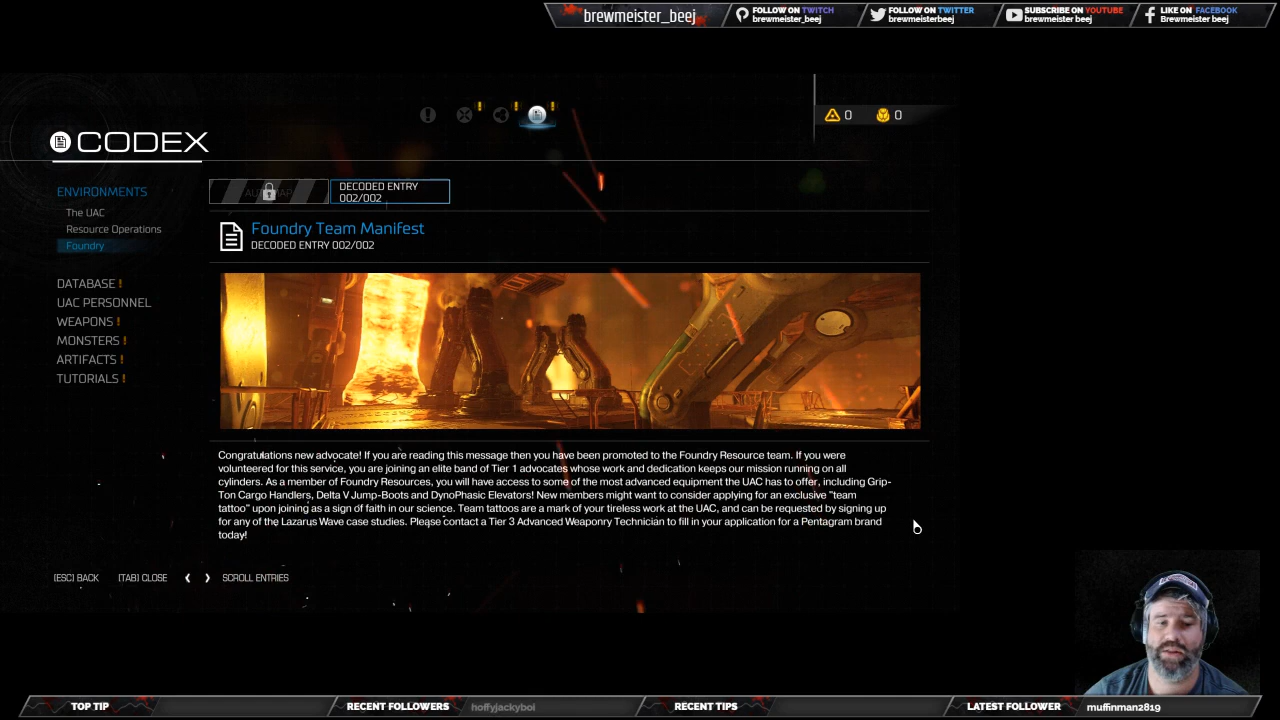 brewmeister_beej
FOLLOW ON TWITCH
brewmeister_beej
FOLLOW ON TWITTER
brewmeisterbeej
SUBSCRIBE ON YOUTUBE
brewmeister beej
LIKE ON FACEBOOK
Brewmeister beej
0 0
CODEX
ENVIRONMENTS
The UAC
Resource Operations
Foundry
DATABASE !
UAC PERSONNEL
WEAPONS !
MONSTERS !
ARTIFACTS !
TUTORIALS !
DECODED ENTRY
002/002
Foundry Team Manifest
DECODED ENTRY 002/002
Congratulations new advocate! If you are reading this message then you have been promoted to the Foundry Resource team. If you were
volunteered for this service, you are joining an elite band of Tier 1 advocates whose work and dedication keeps our mission running on all
cylinders. As a member of Foundry Resources, you will have access to some of the most advanced equipment the UAC has to offer, including Grip-
Ton Cargo Handlers, Delta V Jump-Boots and DynoPhasic Elevators! New members might want to consider applying for an exclusive "team
tattoo" upon joining as a sign of faith in our science. Team tattoos are a mark of your tireless work at the UAC, and can be requested by signing up
for any of the Lazarus Wave case studies. Please contact a Tier 3 Advanced Weaponry Technician to fill in your application for a Pentagram brand
today!
[ESC] BACK [TAB] CLOSE SCROLL ENTRIES
TOP TIP
RECENT FOLLOWERS hoffyjackyboi
RECENT TIPS
LATEST FOLLOWER muffinman2819